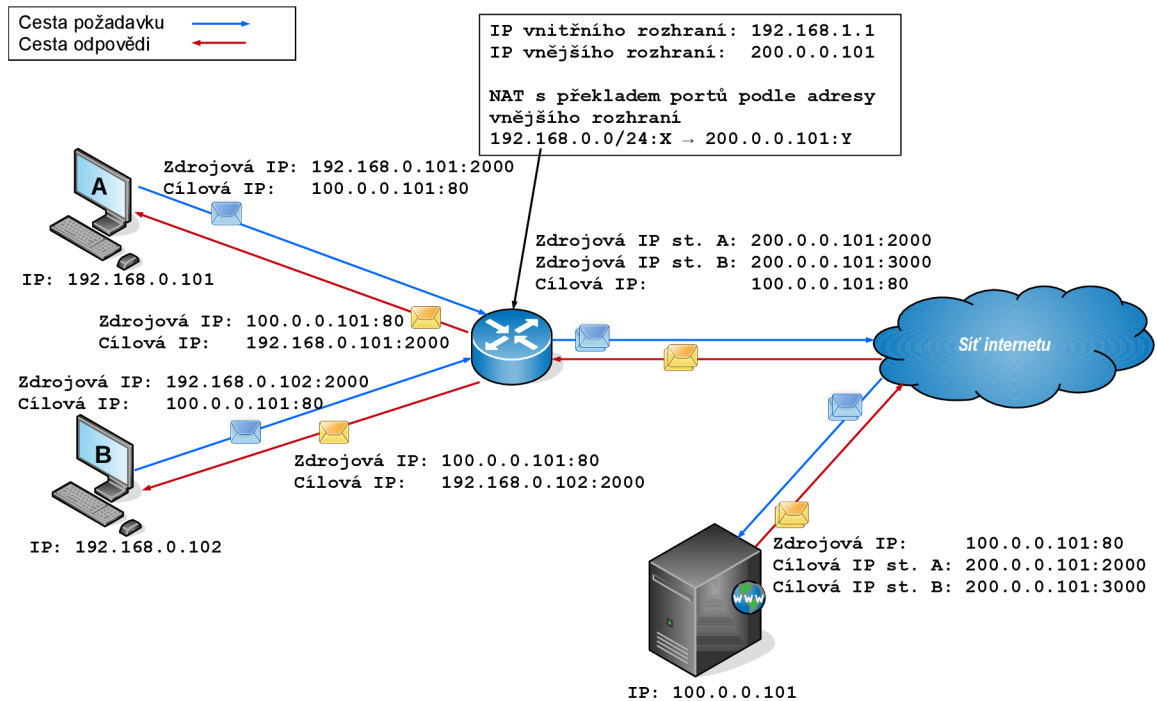 Cesta požadavku
Cesta odpovědi
IP vnitřního rozhraní: 192.168.1.1
IP vnějšího rozhraní: 200.0.0.101
NAT s překladem portů podle adresy
vnějšího rozhraní
192.168.0.0/24:X → 200.0.0.101:Y
Zdrojová IP: 192.168.0.101:2000
Cílová IP: 100.0.0.101:80
A
IP: 192.168.0.101
Zdrojová IP st. A: 200.0.0.101:2000
Zdrojová IP st. B: 200.0.0.101:3000
Cílová IP: 100.0.0.101:80
Zdrojová IP: 100.0.0.101:80
Cílová IP: 192.168.0.101:2000
Síť internetu
Zdrojová IP: 192.168.0.102:2000
Cílová IP: 100.0.0.101:80
B
IP: 192.168.0.102
Zdrojová IP: 100.0.0.101:80
Cílová IP: 192.168.0.102:2000
Zdrojová IP: 100.0.0.101:80
Cílová IP st. A: 200.0.0.101:2000
Cílová IP st. B: 200.0.0.101:3000
WWW
IP: 100.0.0.101